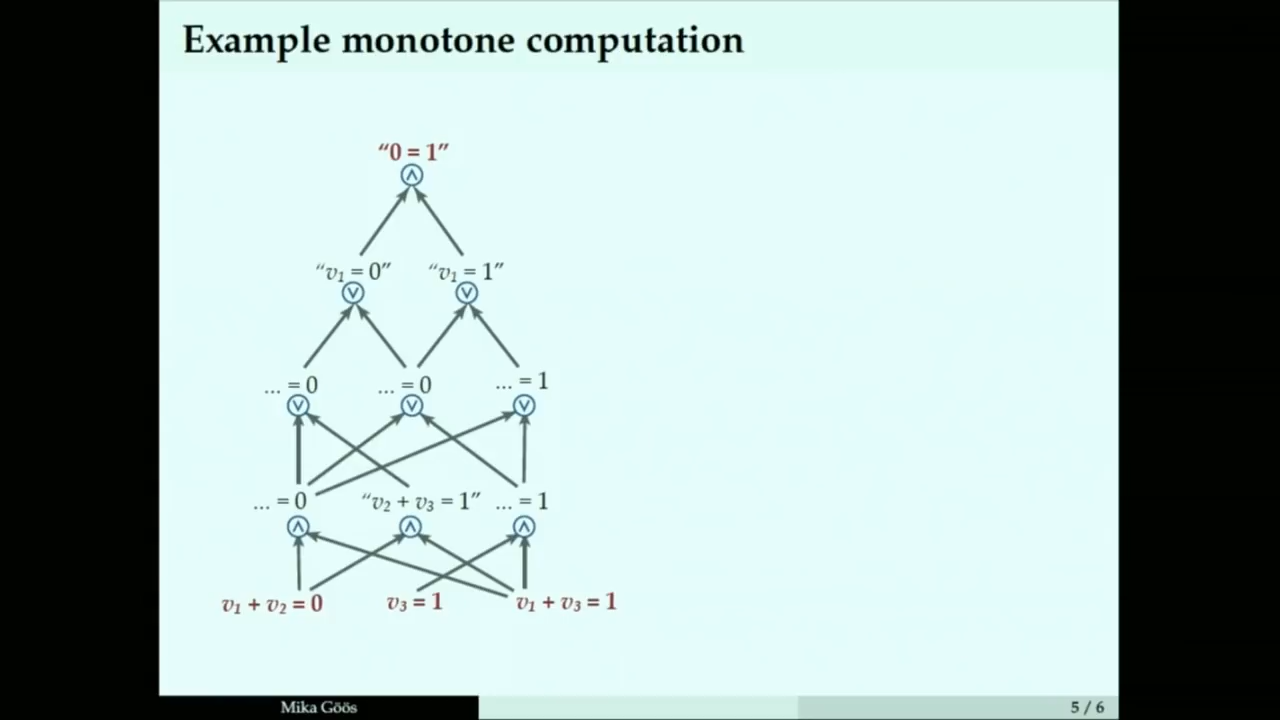 Example monotone computation
“0 = 1”
∧
“v₁ = 0” “v₁ = 1”
∨ ∨
... = 0 ... = 0 ... = 1
∨ ∨ ∨
... = 0 “v₂ + v₃ = 1” ... = 1
∧ ∧ ∧
v₁ + v₂ = 0 v₃ = 1 v₁ + v₃ = 1
Mika Göös 5 / 6